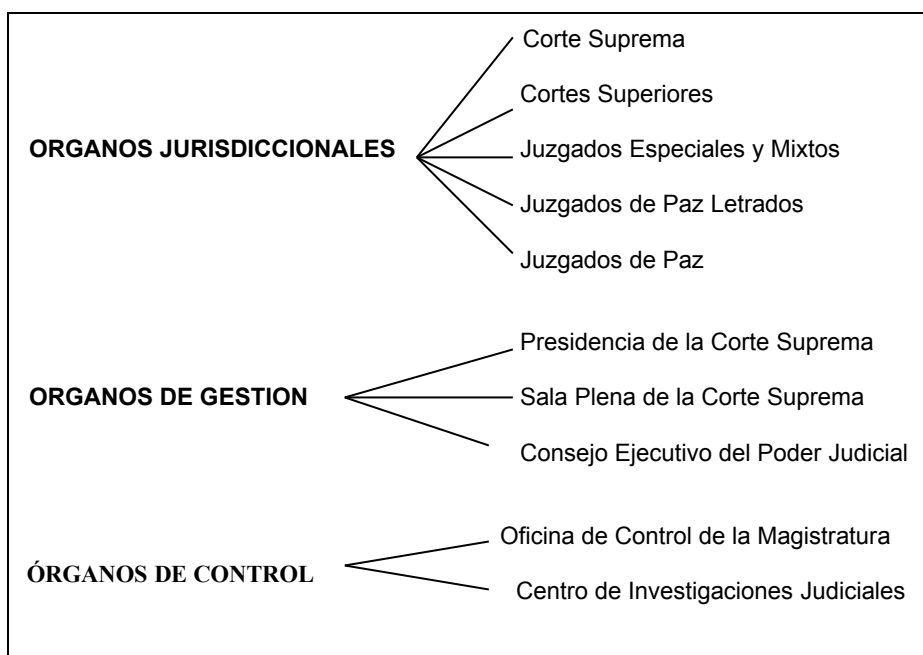 ORGANOS JURISDICCIONALES
Corte Suprema
Cortes Superiores
Juzgados Especiales y Mixtos
Juzgados de Paz Letrados
Juzgados de Paz
ORGANOS DE GESTION
Presidencia de la Corte Suprema
Sala Plena de la Corte Suprema
Consejo Ejecutivo del Poder Judicial
ÓRGANOS DE CONTROL
Oficina de Control de la Magistratura
Centro de Investigaciones Judiciales